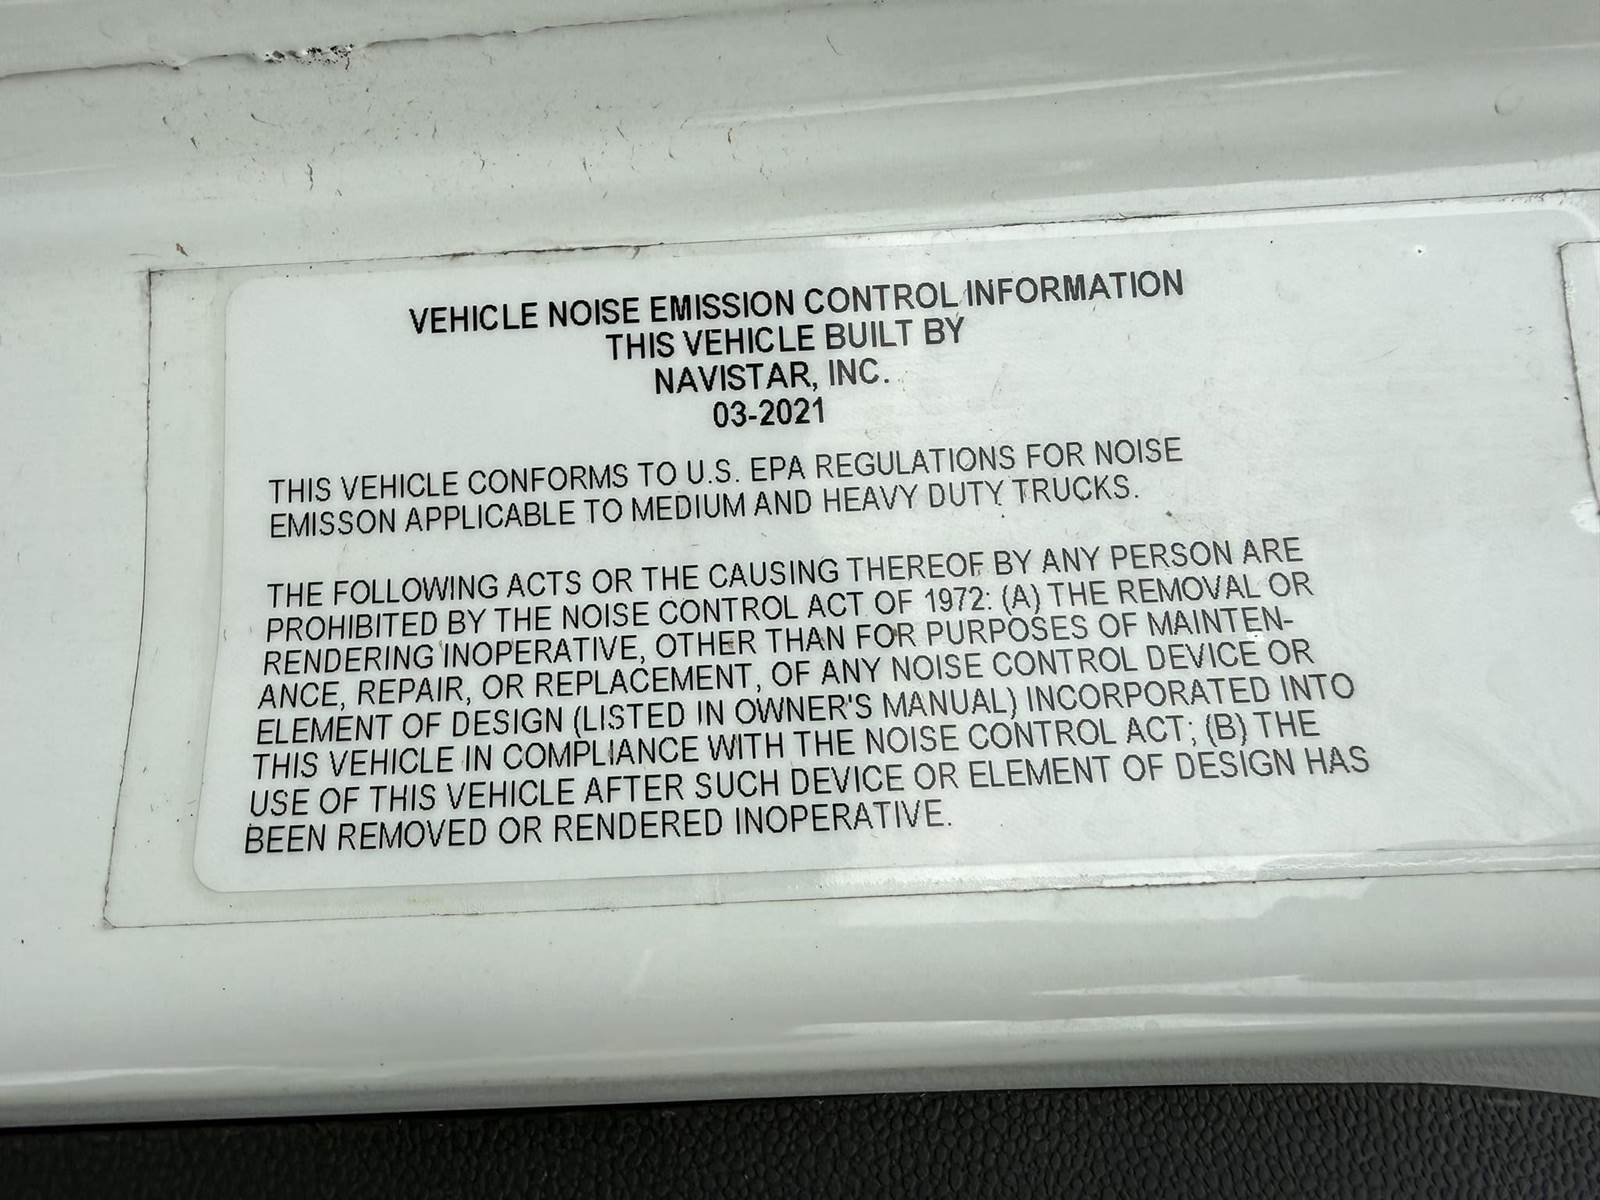 VEHICLE NOISE EMISSION CONTROL INFORMATION
THIS VEHICLE BUILT BY
NAVISTAR, INC.
03-2021
THIS VEHICLE CONFORMS TO U.S. EPA REGULATIONS FOR NOISE
EMISSON APPLICABLE TO MEDIUM AND HEAVY DUTY TRUCKS.
THE FOLLOWING ACTS OR THE CAUSING THEREOF BY ANY PERSON ARE
PROHIBITED BY THE NOISE CONTROL ACT OF 1972: (A) THE REMOVAL OR
RENDERING INOPERATIVE, OTHER THAN FOR PURPOSES OF MAINTEN-
ANCE, REPAIR, OR REPLACEMENT, OF ANY NOISE CONTROL DEVICE OR
ELEMENT OF DESIGN (LISTED IN OWNER'S MANUAL) INCORPORATED INTO
THIS VEHICLE IN COMPLIANCE WITH THE NOISE CONTROL ACT; (B) THE
USE OF THIS VEHICLE AFTER SUCH DEVICE OR ELEMENT OF DESIGN HAS
BEEN REMOVED OR RENDERED INOPERATIVE.